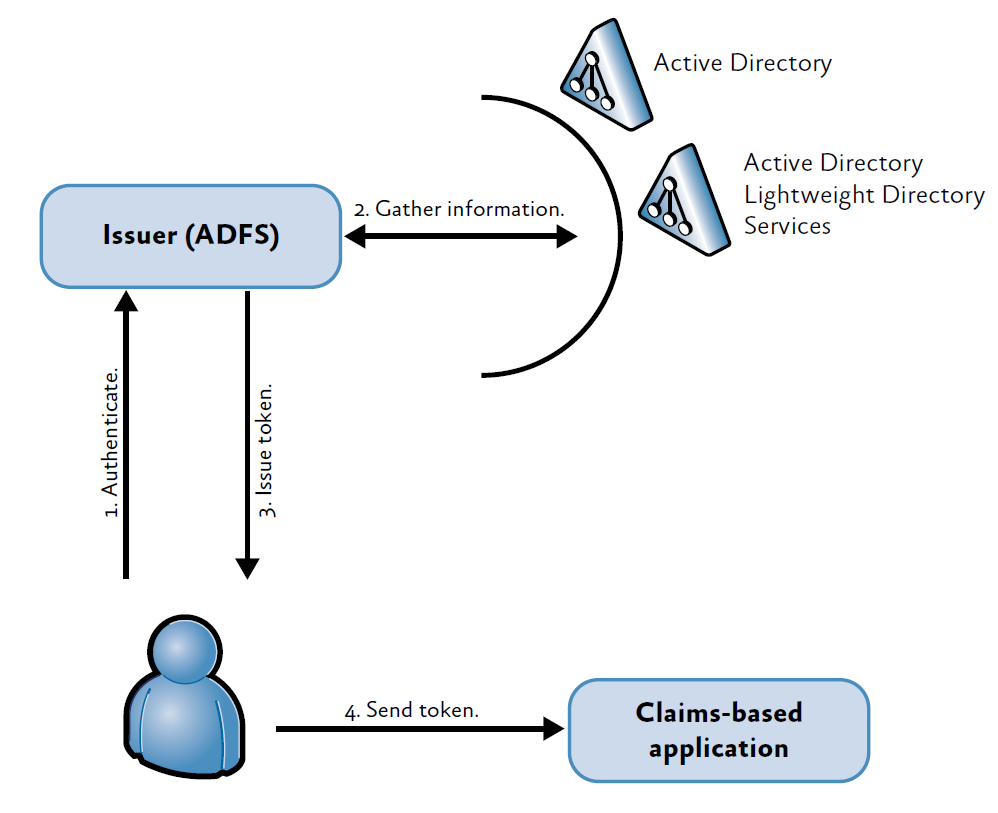 Active Directory
Active Directory
Lightweight Directory
Services
2. Gather information.
Issuer (ADFS)
1. Authenticate.
3. Issue token.
4. Send token.
Claims-based
application